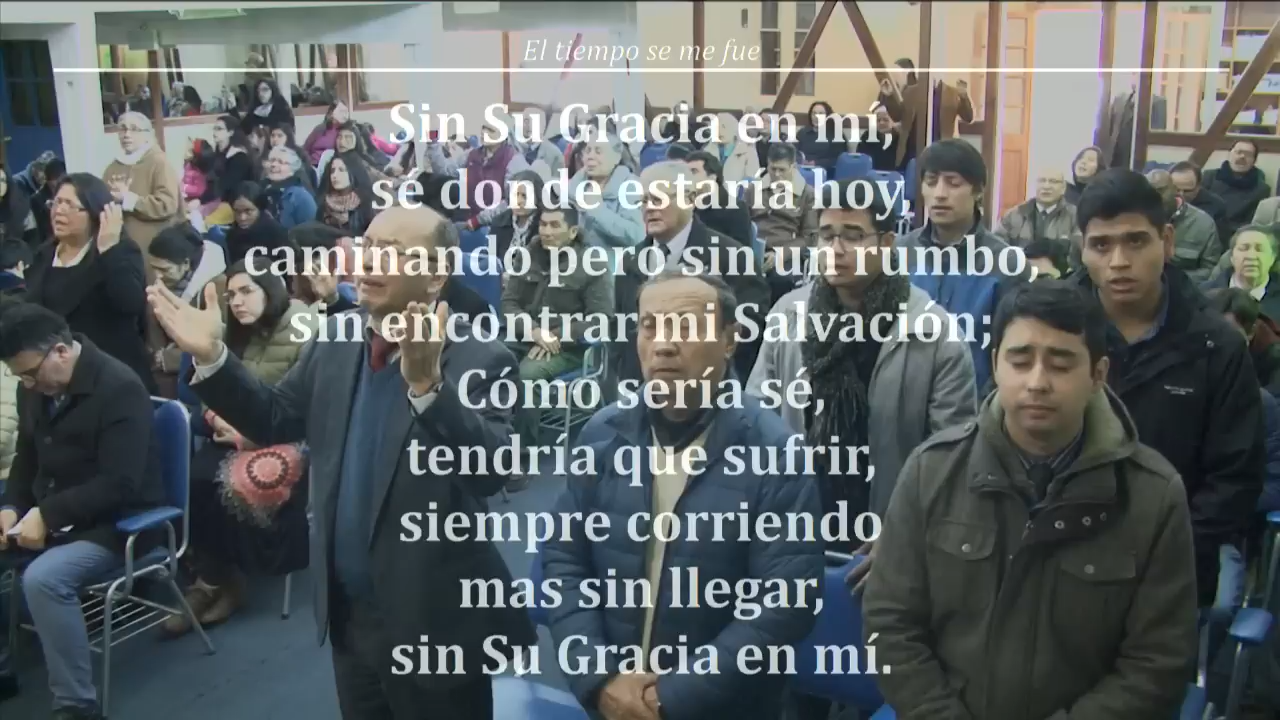 El tiempo se me fue
Sin Su Gracia en mí,
sé donde estaría hoy,
caminando pero sin un rumbo,
sin encontrar mi Salvación;
Cómo sería sé,
tendría que sufrir,
siempre corriendo
mas sin llegar,
sin Su Gracia en mí.